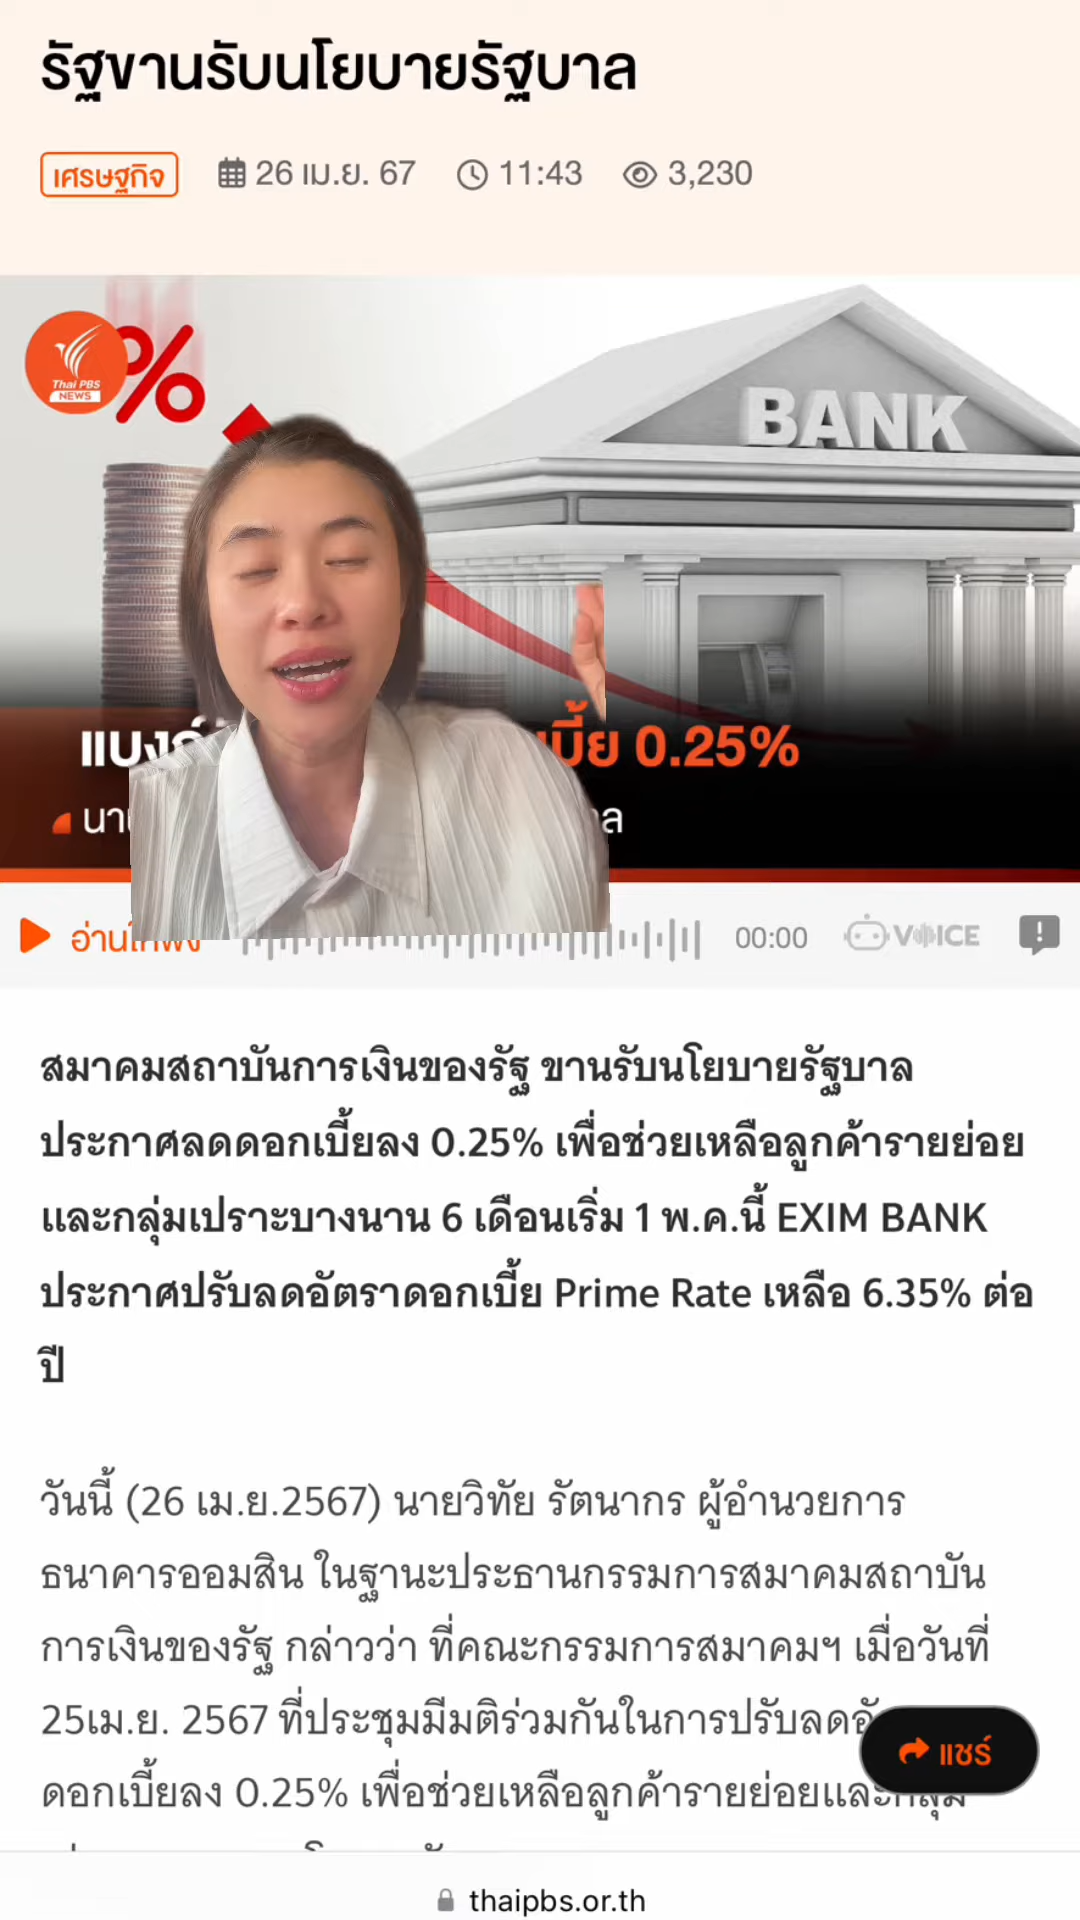 รัฐขานรับนโยบายรัฐบาล
เศรษฐกิจ 26 เม.ย. 67 11:43 3,230
%
Thai PBS
NEWS
BANK
0.25%
00:00 VOICE
สมาคมสถาบันการเงินของรัฐ ขานรับนโยบายรัฐบาล
ประกาศลดดอกเบี้ยลง 0.25% เพื่อช่วยเหลือลูกค้ารายย่อย
และกลุ่มเปราะบางนาน 6 เดือนเริ่ม 1 พ.ค.นี้ EXIM BANK
ประกาศปรับลดอัตราดอกเบี้ย Prime Rate เหลือ 6.35% ต่อ
ปี
วันนี้ (26 เม.ย.2567) นายวิทัย รัตนากร ผู้อำนวยการ
ธนาคารออมสิน ในฐานะประธานกรรมการสมาคมสถาบัน
การเงินของรัฐ กล่าวว่า ที่คณะกรรมการสมาคมฯ เมื่อวันที่
25เม.ย. 2567 ที่ประชุมมีมติร่วมกันในการปรับลด
แชร์
ดอกเบี้ยลง 0.25% เพื่อช่วยเหลือลูกค้ารายย่อย
thaipbs.or.th